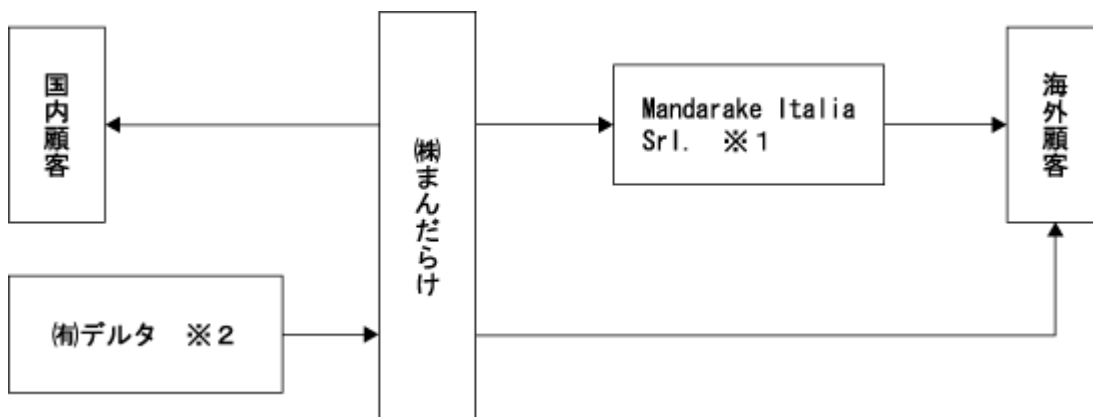 国内顧客
㈱まんだらけ
Mandarake Italia
Srl. ※1
海外顧客
㈲デルタ ※2